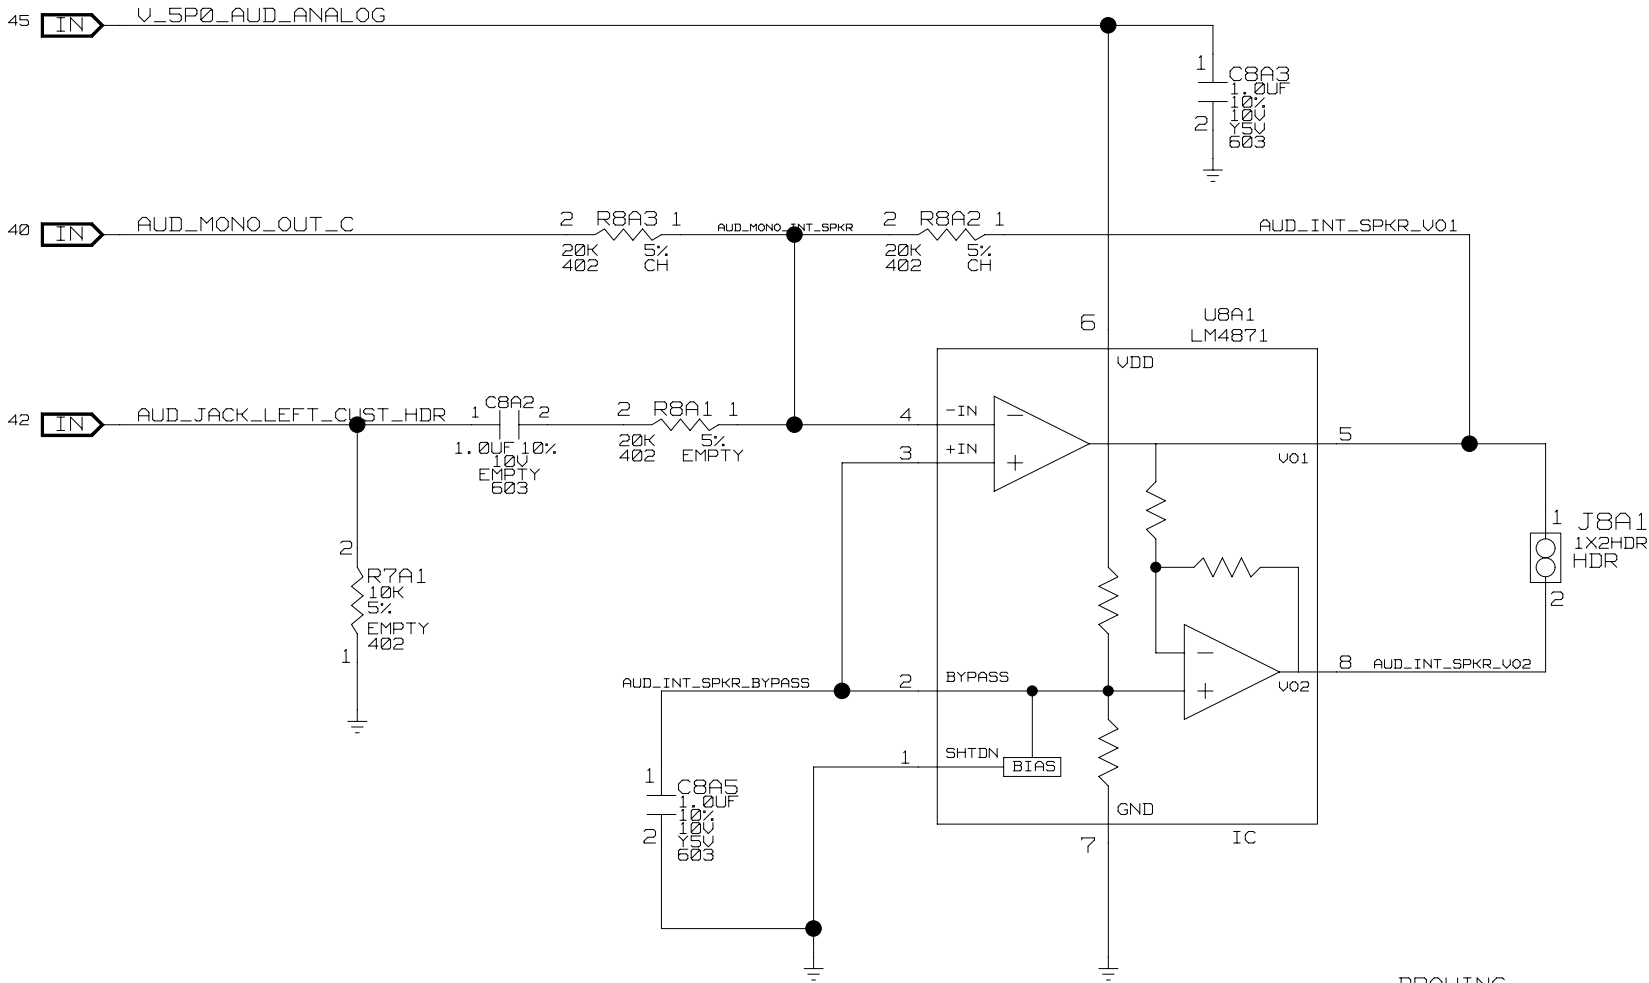 45 IN V_5P0_AUD_ANALOG
1 C8A3
1.0UF
10%
10V
2 Y5V
603
40 IN AUD_MONO_OUT_C
2 R8A3 1
20K 5%
402 CH
AUD_MONO_INT_SPKR
2 R8A2 1
20K 5%
402 CH
AUD_INT_SPKR_VO1
U8A1
LM4871
6
VDD
42 IN AUD_JACK_LEFT_CUST_HDR
C8A2
1 2
1.0UF 10%
10V
EMPTY
603
2 R8A1 1
20K 5%
402 EMPTY
4 -IN
3 +IN
5
VO1
1 J8A1
1X2HDR
HDR
2
2 R7A1
10K
5%
EMPTY
1 402
AUD_INT_SPKR_BYPASS
2 BYPASS
8 AUD_INT_SPKR_VO2
VO2
1 SHTDN
BIAS
1 C8A5
1.0UF
10%
10V
2 Y5V
603
GND
7
IC